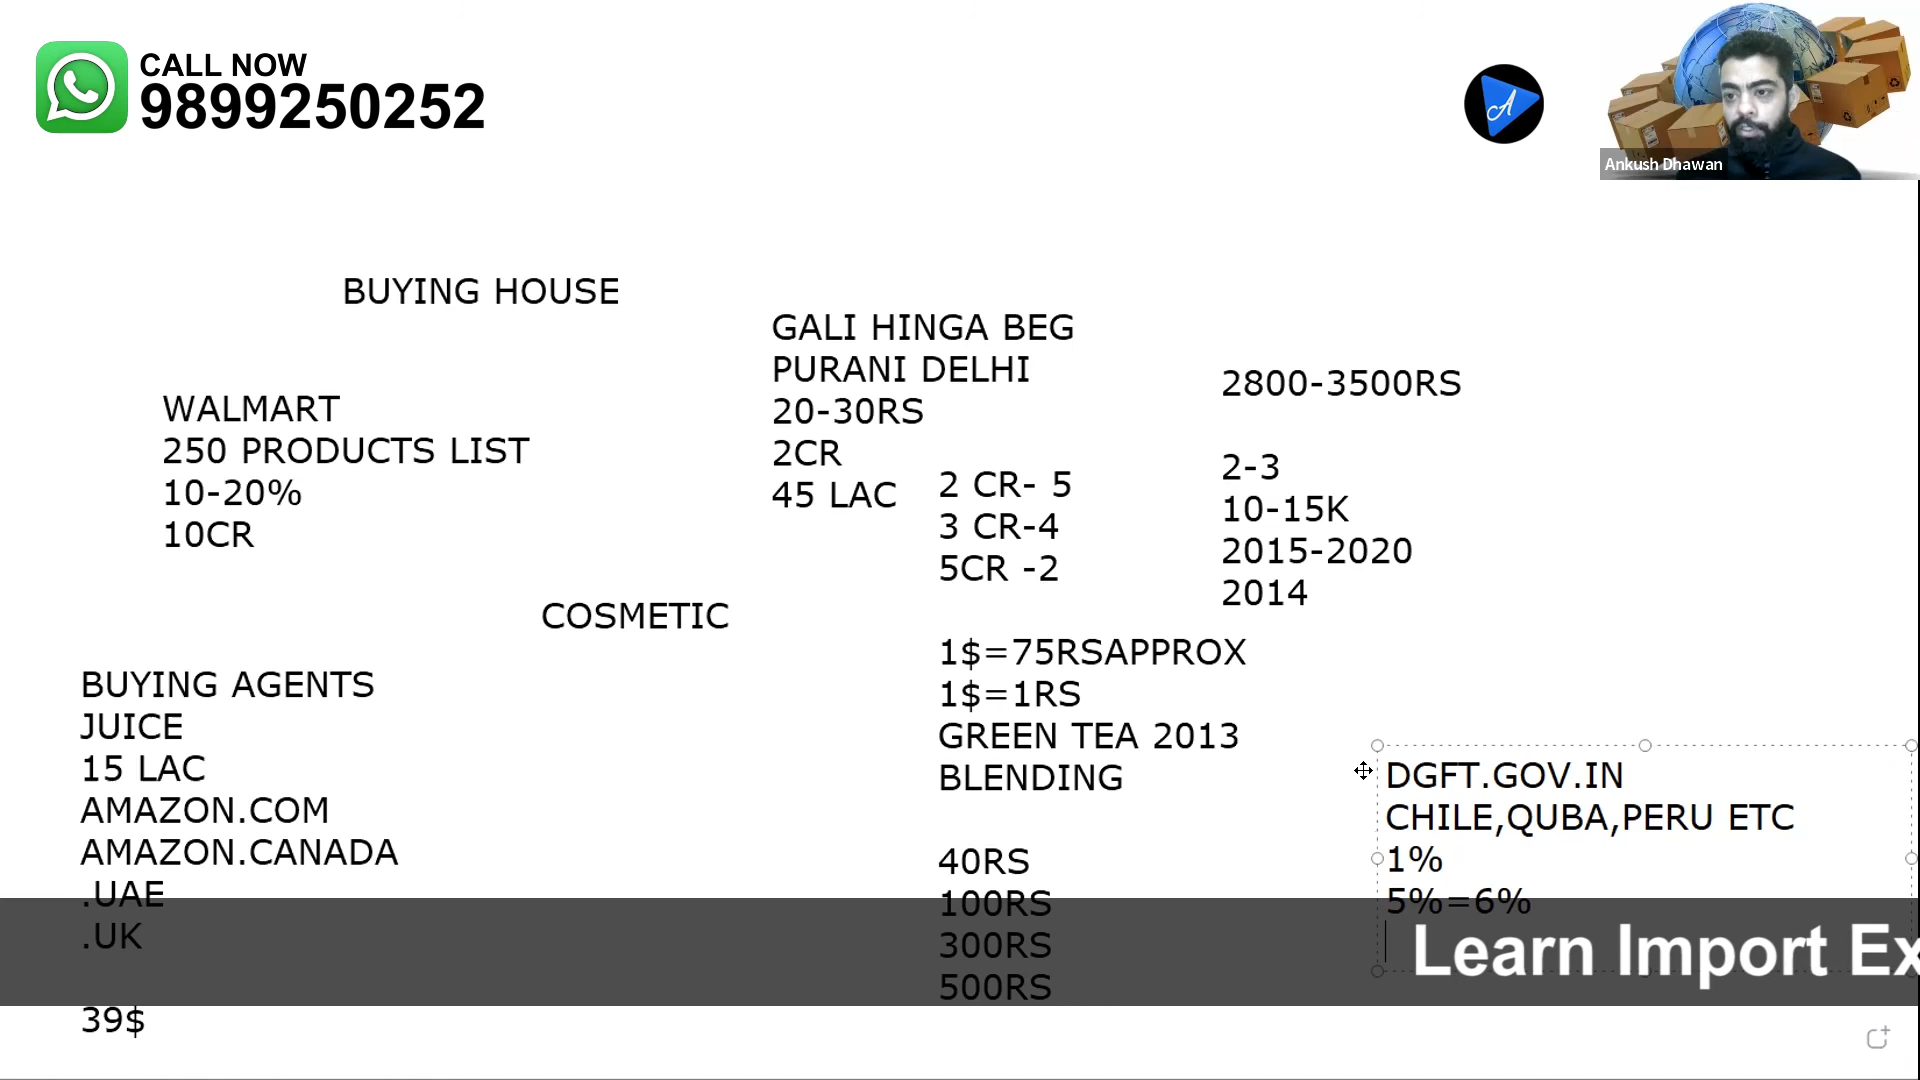 CALL NOW
9899250252
A
Ankush Dhawan
BUYING HOUSE
WALMART
250 PRODUCTS LIST
10-20%
10CR
GALI HINGA BEG
PURANI DELHI
20-30RS
2CR
45 LAC
2 CR- 5
3 CR-4
5CR -2
2800-3500RS
2-3
10-15K
2015-2020
2014
COSMETIC
BUYING AGENTS
JUICE
15 LAC
AMAZON.COM
AMAZON.CANADA
.UAE
.UK
39$
1$=75RSAPPROX
1$=1RS
GREEN TEA 2013
BLENDING
40RS
100RS
300RS
500RS
DGFT.GOV.IN
CHILE,QUBA,PERU ETC
1%
5%=6%
Learn Import Ex